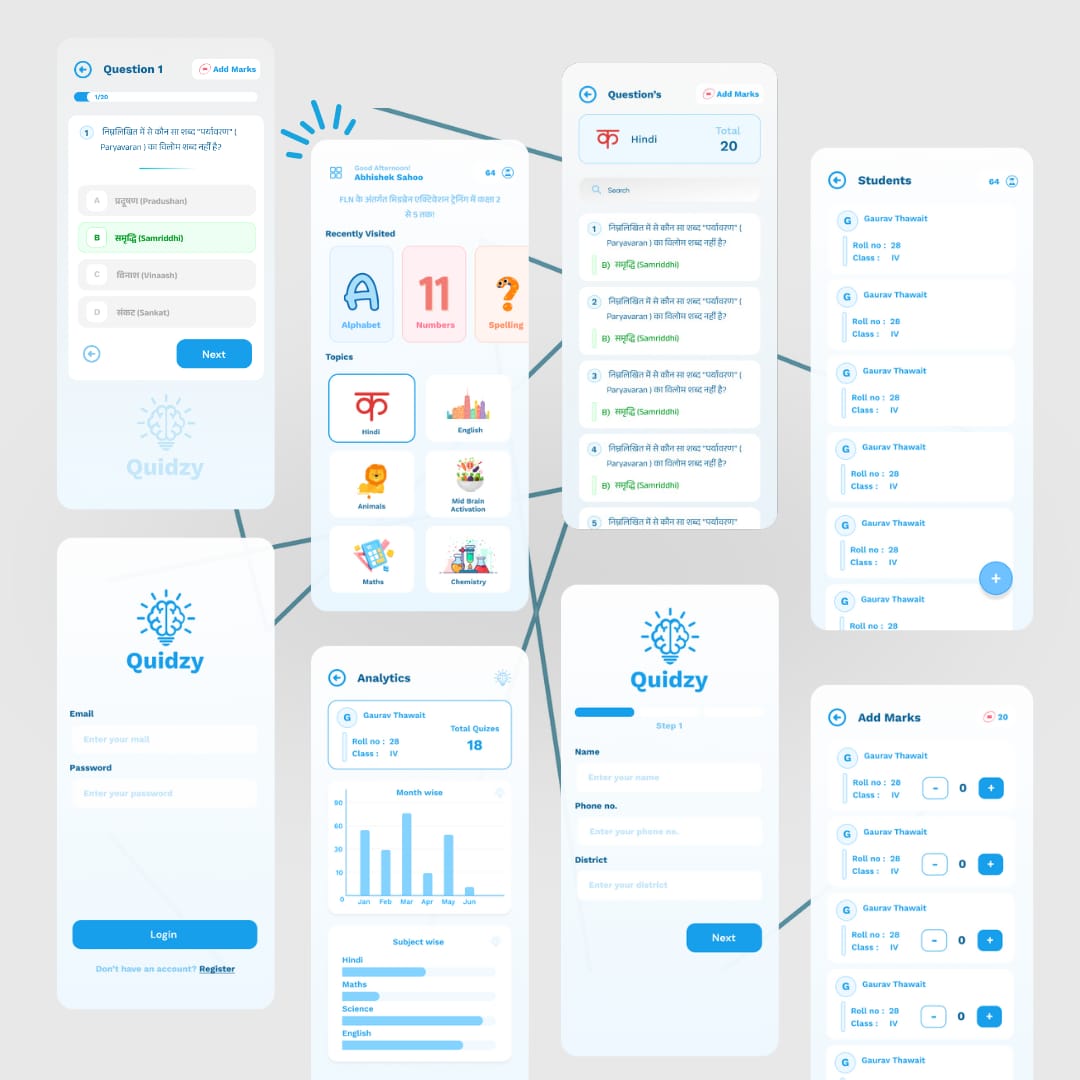 Question 1
Add Marks
1/20
1 निम्नलिखित में से कौन सा शब्द "पर्यावरण" (
Paryavaran ) का विलोम शब्द नहीं है?
A प्रदूषण (Pradushan)
B समृद्धि (Samriddhi)
C विनाश (Vinaash)
D संकट (Sankat)
Next
Quidzy
Good Afternoon!
Abhishek Sahoo
64
FLN के अंतर्गत मिडब्रेन एक्टिवेशन ट्रेनिंग में कक्षा 2
से 5 तक!
Recently Visited
A
Alphabet
11
Numbers
?
Spelling
Topics
क
Hindi
English
Animals
Mid Brain
Activation
Maths
Chemistry
Question's
Add Marks
क Hindi
Total
20
Search
1 निम्नलिखित में से कौन सा शब्द "पर्यावरण" (
Paryavaran ) का विलोम शब्द नहीं है?
B) समृद्धि (Samriddhi)
2 निम्नलिखित में से कौन सा शब्द "पर्यावरण" (
Paryavaran ) का विलोम शब्द नहीं है?
B) समृद्धि (Samriddhi)
3 निम्नलिखित में से कौन सा शब्द "पर्यावरण" (
Paryavaran ) का विलोम शब्द नहीं है?
B) समृद्धि (Samriddhi)
4 निम्नलिखित में से कौन सा शब्द "पर्यावरण" (
Paryavaran ) का विलोम शब्द नहीं है?
B) समृद्धि (Samriddhi)
5 निम्नलिखित में से कौन सा शब्द "पर्यावरण"
Students
64
G Gaurav Thawait
Roll no : 28
Class : IV
G Gaurav Thawait
Roll no : 28
Class : IV
G Gaurav Thawait
Roll no : 28
Class : IV
G Gaurav Thawait
Roll no : 28
Class : IV
G Gaurav Thawait
Roll no : 28
Class : IV
+
G Gaurav Thawait
Roll no : 28
Quidzy
Email
Enter your mail
Password
Enter your password
Login
Don't have an account? Register
Analytics
G Gaurav Thawait
Roll no : 28
Class : IV
Total Quizes
18
Month wise
90
60
30
10
0
Jan Feb Mar Apr May Jun
Subject wise
Hindi
Maths
Science
English
Quidzy
Step 1
Name
Enter your name
Phone no.
Enter your phone no.
District
Enter your district
Next
Add Marks
20
G Gaurav Thawait
Roll no : 28
Class : IV
- 0 +
G Gaurav Thawait
Roll no : 28
Class : IV
- 0 +
G Gaurav Thawait
Roll no : 28
Class : IV
- 0 +
G Gaurav Thawait
Roll no : 28
Class : IV
- 0 +
G Gaurav Thawait